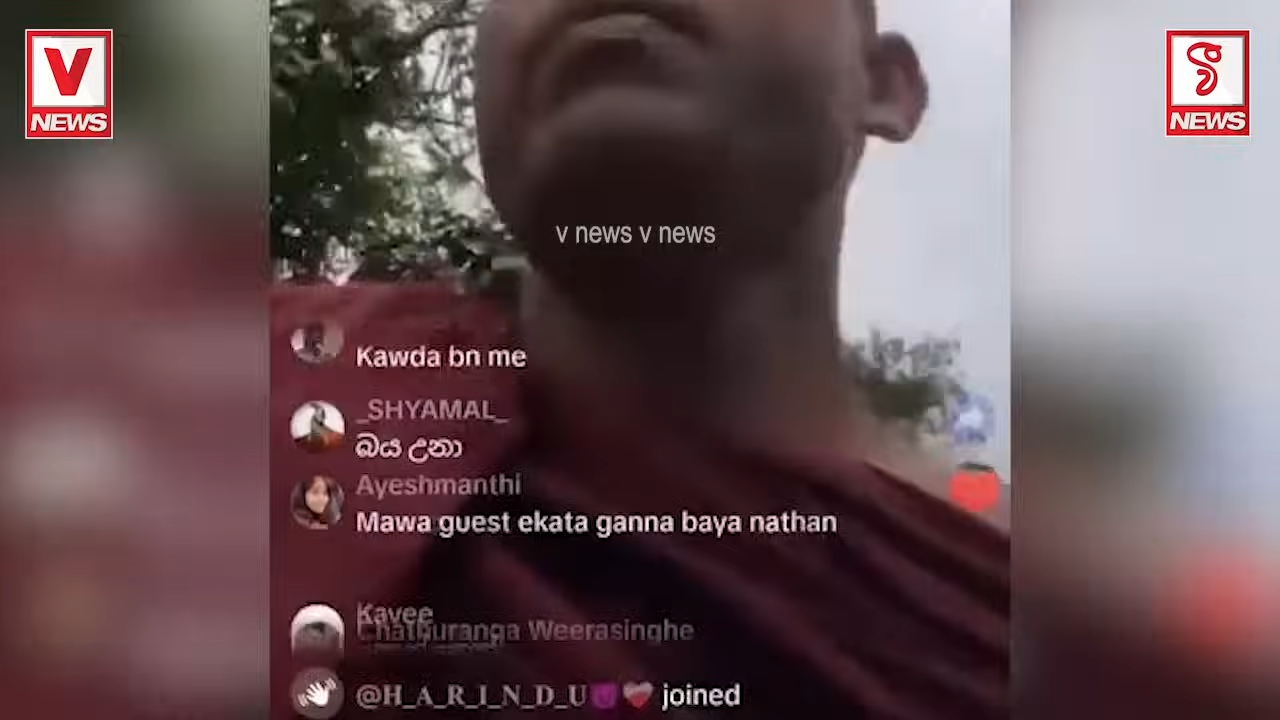 V
NEWS
NEWS
v news v news
Kawda bn me
_SHYAMAL_
බය උනා
Ayeshmanthi
Mawa guest ekata ganna baya nathan
Kavee
Chathuranga Weerasinghe
@H_A_R_I_N_D_U😈❤️‍🩹 joined